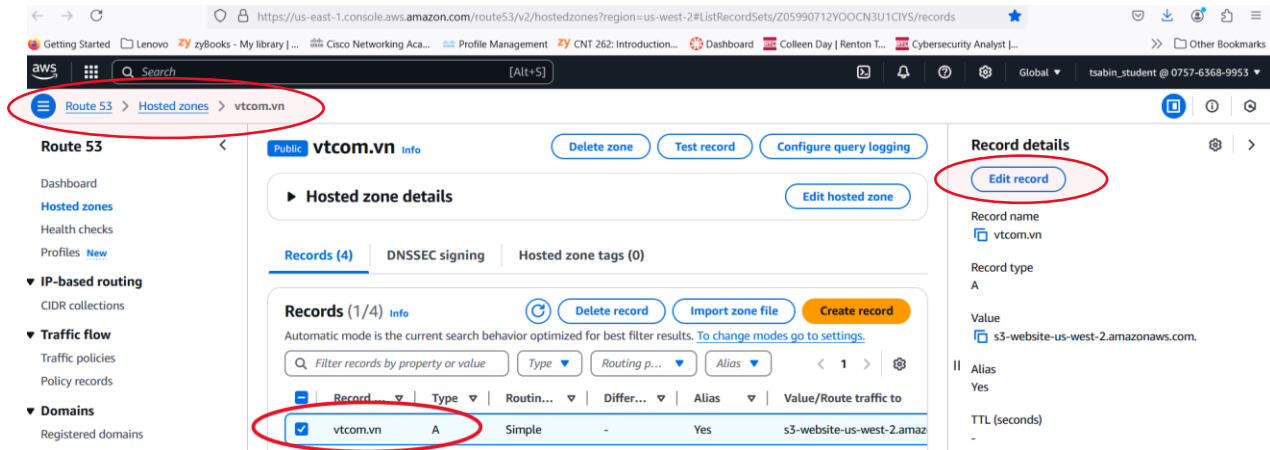 https://us-east-1.console.aws.amazon.com/route53/v2/hostedzones?region=us-west-2#ListRecordSets/Z05990712YOOCN3U1CIYS/records
Getting Started Lenovo zyBooks - My library | ... Cisco Networking Aca... Profile Management CNT 262: Introduction... Dashboard Colleen Day | Renton T... Cybersecurity Analyst |... Other Bookmarks
aws Search [Alt+S] Global tsabin_student @ 0757-6368-9953
Route 53 > Hosted zones > vtcom.vn
Route 53
Dashboard
Hosted zones
Health checks
Profiles New
IP-based routing
CIDR collections
Traffic flow
Traffic policies
Policy records
Domains
Registered domains
Public vtcom.vn Info Delete zone Test record Configure query logging
Hosted zone details Edit hosted zone
Records (4) DNSSEC signing Hosted zone tags (0)
Records (1/4) Info Delete record Import zone file Create record
Automatic mode is the current search behavior optimized for best filter results. To change modes go to settings.
Filter records by property or value Type Routing p... Alias < 1 >
Record ... Type Routin... Differ... Alias Value/Route traffic to
vtcom.vn A Simple - Yes s3-website-us-west-2.amaz
Record details
Edit record
Record name
vtcom.vn
Record type
A
Value
s3-website-us-west-2.amazonaws.com.
Alias
Yes
TTL (seconds)
-